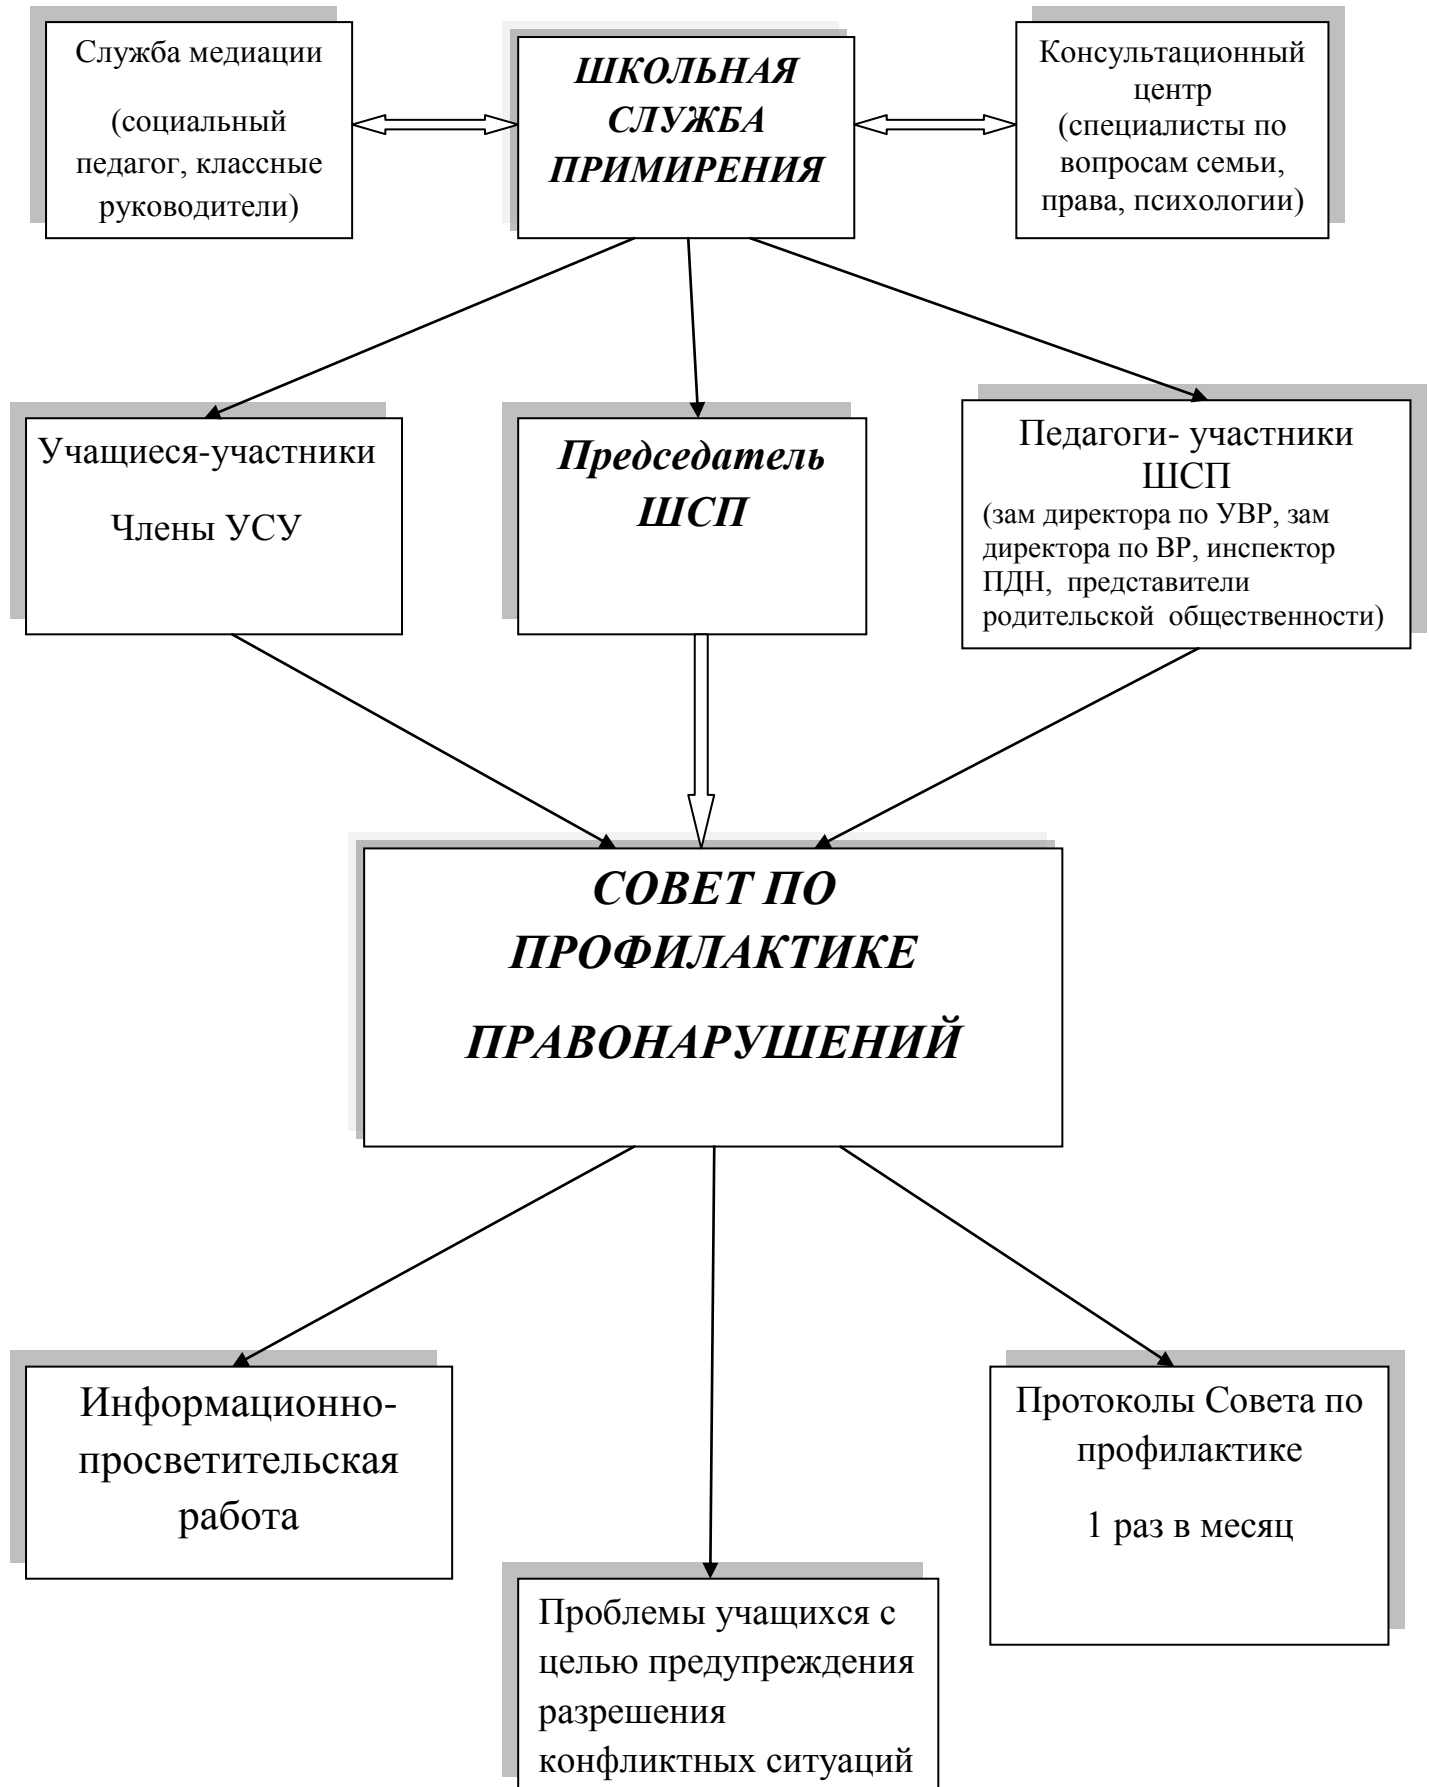 Служба медиации
(социальный
педагог, классные
руководители)
ШКОЛЬНАЯ
СЛУЖБА
ПРИМИРЕНИЯ
Консультационный
центр
(специалисты по
вопросам семьи,
права, психологии)
Учащиеся-участники
Члены УСУ
Председатель
ШСП
Педагоги- участники
ШСП
(зам директора по УВР, зам
директора по ВР, инспектор
ПДН, представители
родительской общественности)
СОВЕТ ПО
ПРОФИЛАКТИКЕ
ПРАВОНАРУШЕНИЙ
Информационно-
просветительская
работа
Проблемы учащихся с
целью предупреждения
разрешения
конфликтных ситуаций
Протоколы Совета по
профилактике
1 раз в месяц